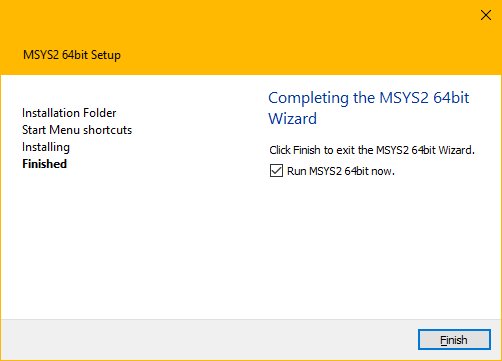 MSYS2 64bit Setup
Installation Folder
Start Menu shortcuts
Installing
Finished
Completing the MSYS2 64bit
Wizard
Click Finish to exit the MSYS2 64bit Wizard.
Run MSYS2 64bit now.
Finish